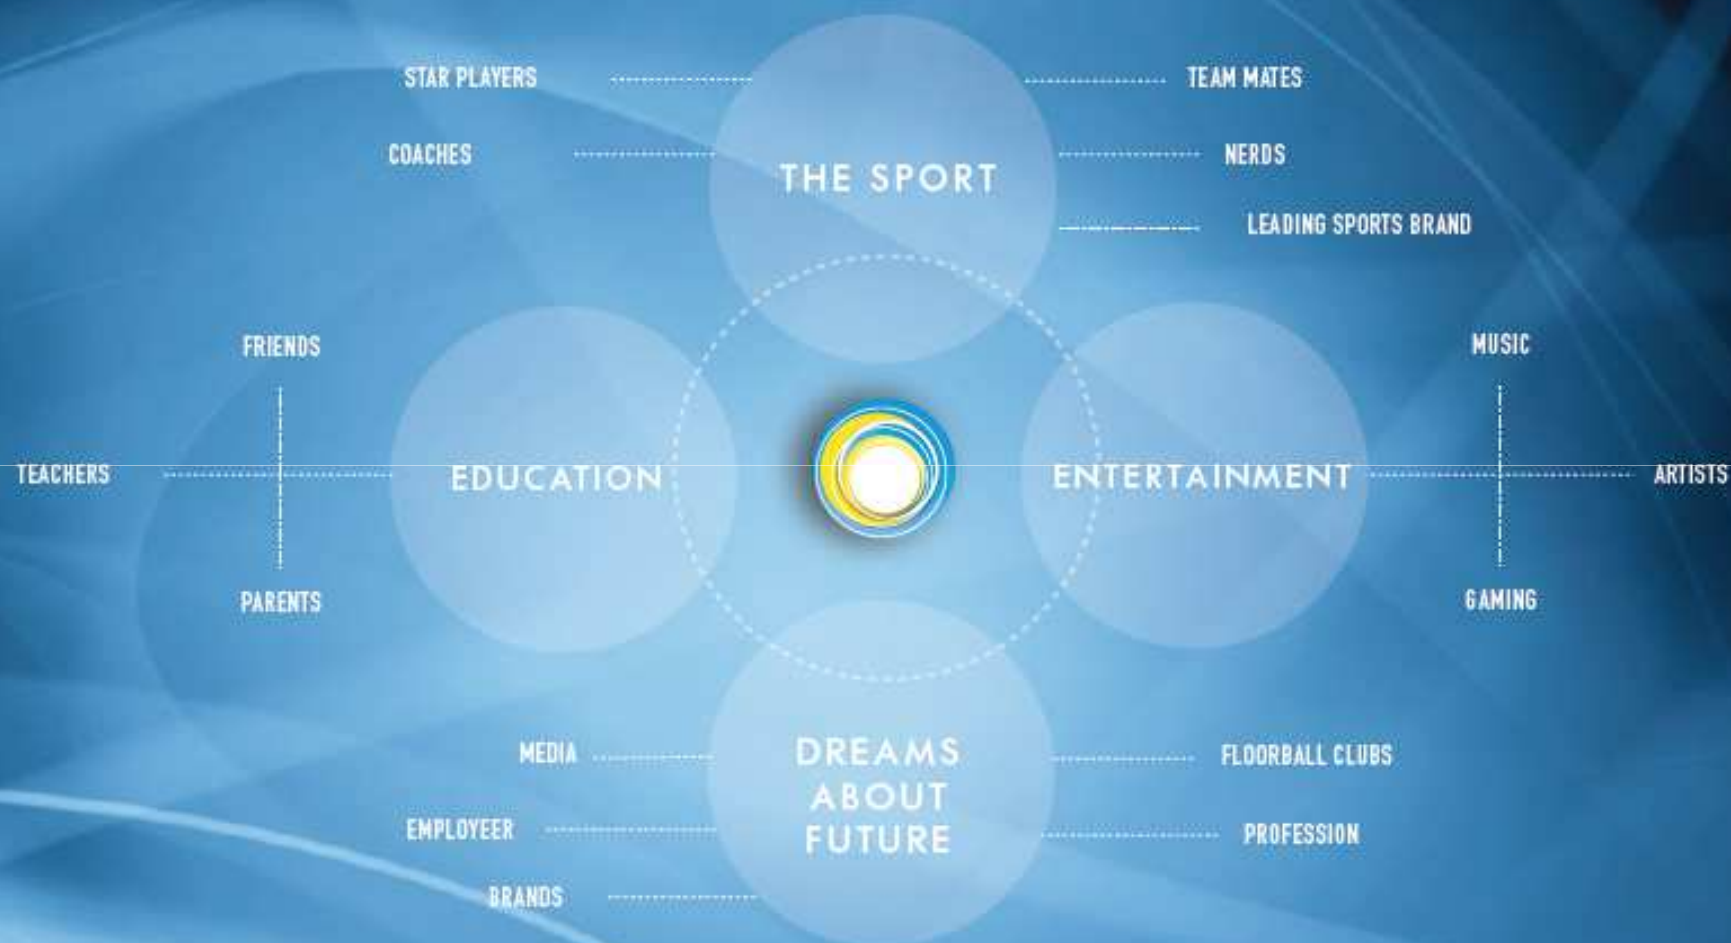 STAR PLAYERS
TEAM MATES
COACHES
NERDS
THE SPORT
LEADING SPORTS BRAND
FRIENDS
MUSIC
TEACHERS
EDUCATION
ENTERTAINMENT
ARTISTS
PARENTS
GAMING
MEDIA
DREAMS
ABOUT
FUTURE
FLOORBALL CLUBS
EMPLOYEER
PROFESSION
BRANDS